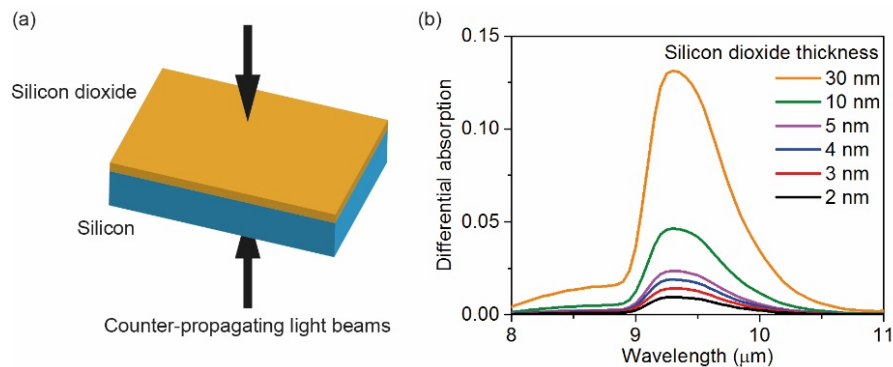 (a)
Silicon dioxide
Silicon
Counter-propagating light beams
(b)
0.15
0.10
0.05
0.00
Differential absorption
8
9
10
11
Wavelength (μm)
Silicon dioxide thickness
30 nm
10 nm
5 nm
4 nm
3 nm
2 nm